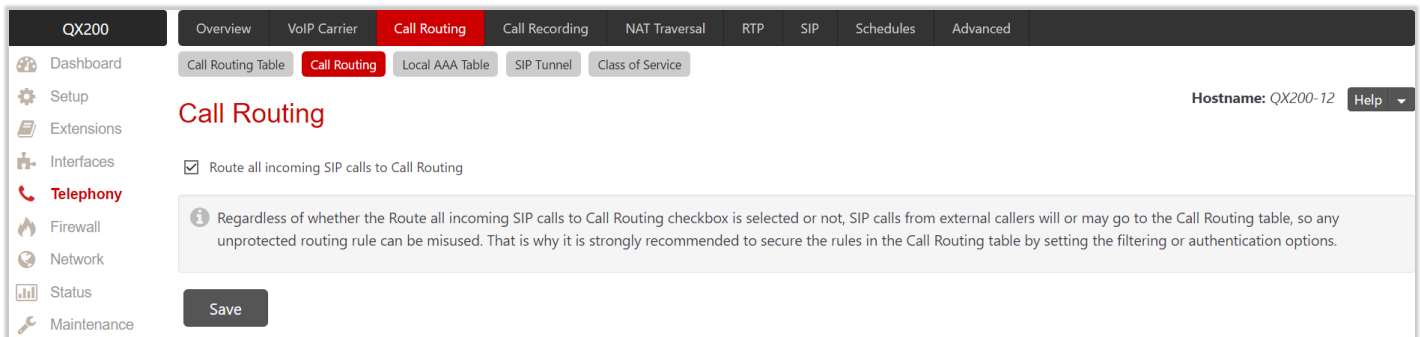 QX200
Overview VoIP Carrier Call Routing Call Recording NAT Traversal RTP SIP Schedules Advanced
Dashboard
Setup
Extensions
Interfaces
Telephony
Firewall
Network
Status
Maintenance
Call Routing Table Call Routing Local AAA Table SIP Tunnel Class of Service
Hostname: QX200-12 Help
Call Routing
Route all incoming SIP calls to Call Routing
Regardless of whether the Route all incoming SIP calls to Call Routing checkbox is selected or not, SIP calls from external callers will or may go to the Call Routing table, so any
unprotected routing rule can be misused. That is why it is strongly recommended to secure the rules in the Call Routing table by setting the filtering or authentication options.
Save